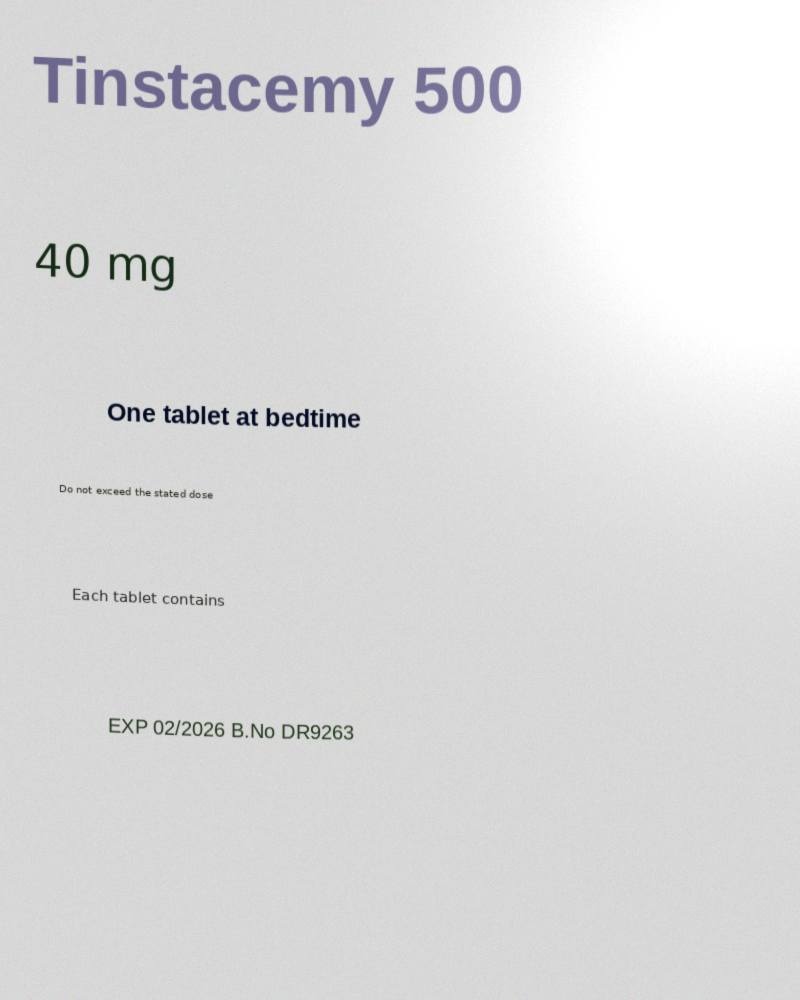 Tinstacemy 500
40 mg
One tablet at bedtime
Do not exceed the stated dose
Each tablet contains
EXP 02/2026 B.No DR9263